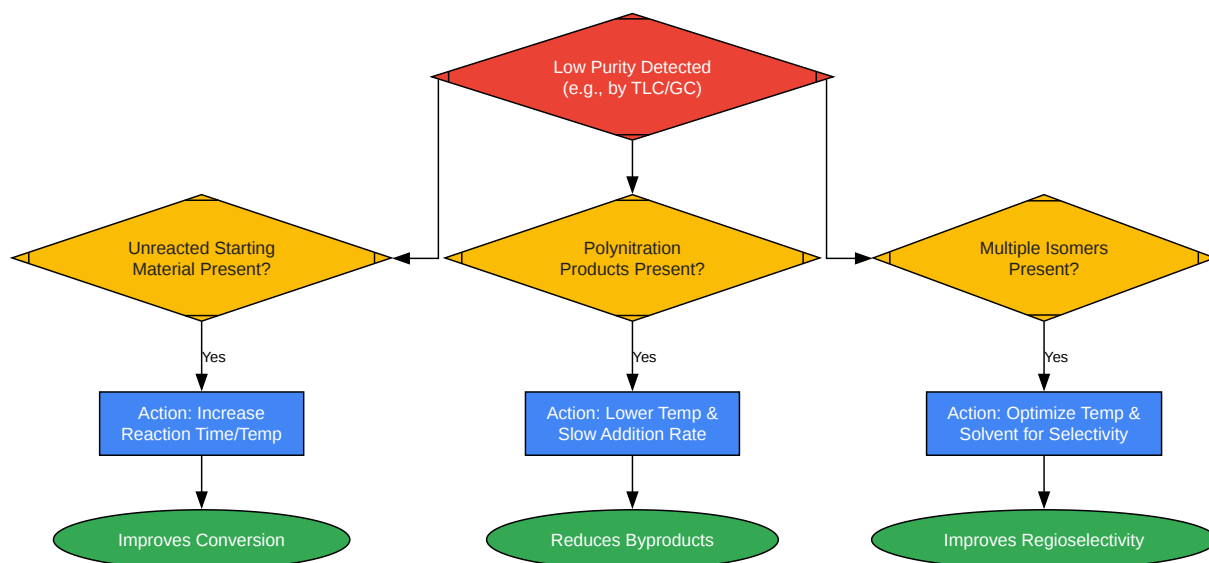 Low Purity Detected
(e.g., by TLC/GC)
Unreacted Starting
Material Present?
Polynitration
Products Present?
Multiple Isomers
Present?
Yes
Yes
Yes
Action: Increase
Reaction Time/Temp
Action: Lower Temp &
Slow Addition Rate
Action: Optimize Temp &
Solvent for Selectivity
Improves Conversion
Reduces Byproducts
Improves Regioselectivity